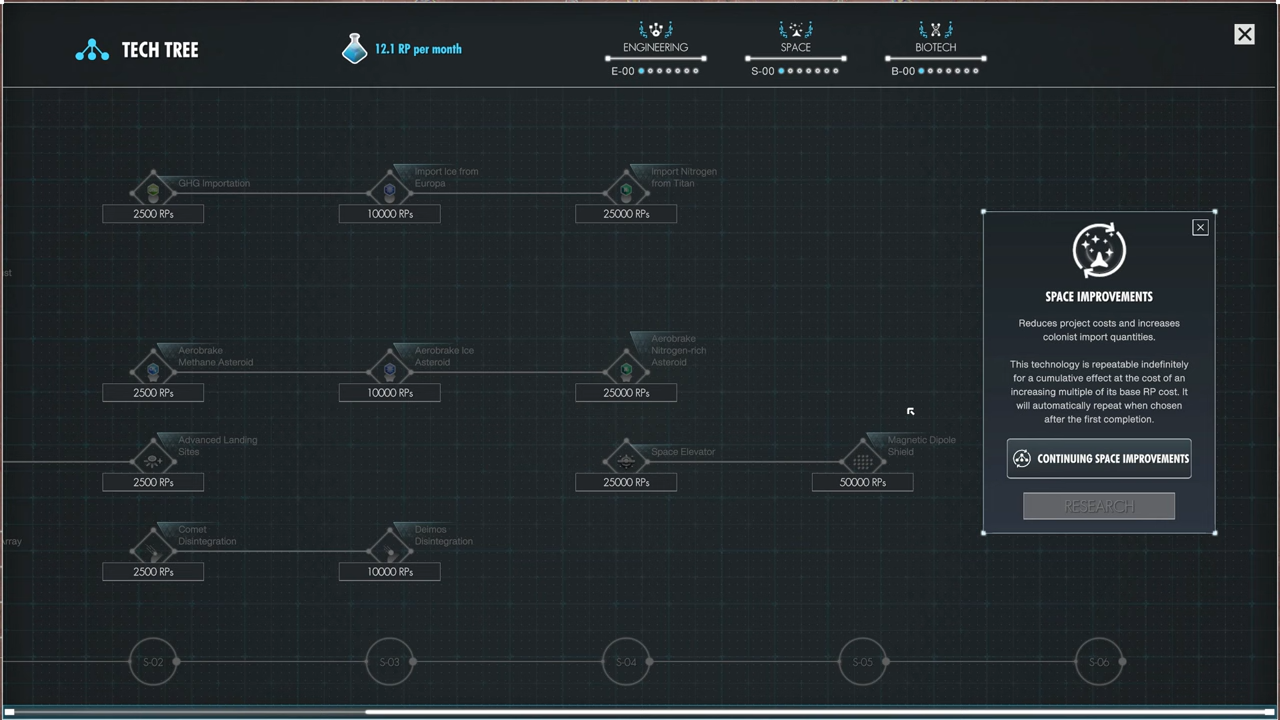 TECH TREE
12.1 RP per month
ENGINEERING
E-00
SPACE
S-00
BIOTECH
B-00
GHG Importation
2500 RPs
Import Ice from
Europa
10000 RPs
Import Nitrogen
from Titan
25000 RPs
st
Aerobrake
Methane Asteroid
2500 RPs
Aerobrake Ice
Asteroid
10000 RPs
Aerobrake
Nitrogen-rich
Asteroid
25000 RPs
Advanced Landing
Sites
2500 RPs
Space Elevator
25000 RPs
Magnetic Dipole
Shield
50000 RPs
rray
Comet
Disintegration
2500 RPs
Deimos
Disintegration
10000 RPs
S-02
S-03
S-04
S-05
S-06
SPACE IMPROVEMENTS
Reduces project costs and increases
colonist import quantities.
This technology is repeatable indefinitely
for a cumulative effect at the cost of an
increasing multiple of its base RP cost. It
will automatically repeat when chosen
after the first completion.
CONTINUING SPACE IMPROVEMENTS
RESEARCH